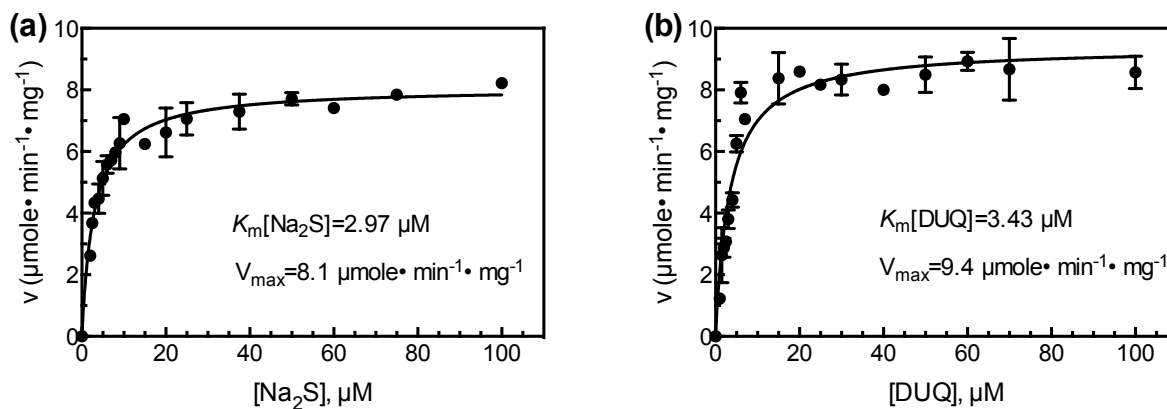 (a)
10
8
6
4
2
0
v (µmole• min⁻¹• mg⁻¹)
Kₘ[Na₂S]=2.97 µM
Vₘₐₓ=8.1 µmole• min⁻¹• mg⁻¹
0 20 40 60 80 100
[Na₂S], µM
(b)
10
8
6
4
2
0
v (µmole• min⁻¹• mg⁻¹)
Kₘ[DUQ]=3.43 µM
Vₘₐₓ=9.4 µmole• min⁻¹• mg⁻¹
0 20 40 60 80 100
[DUQ], µM